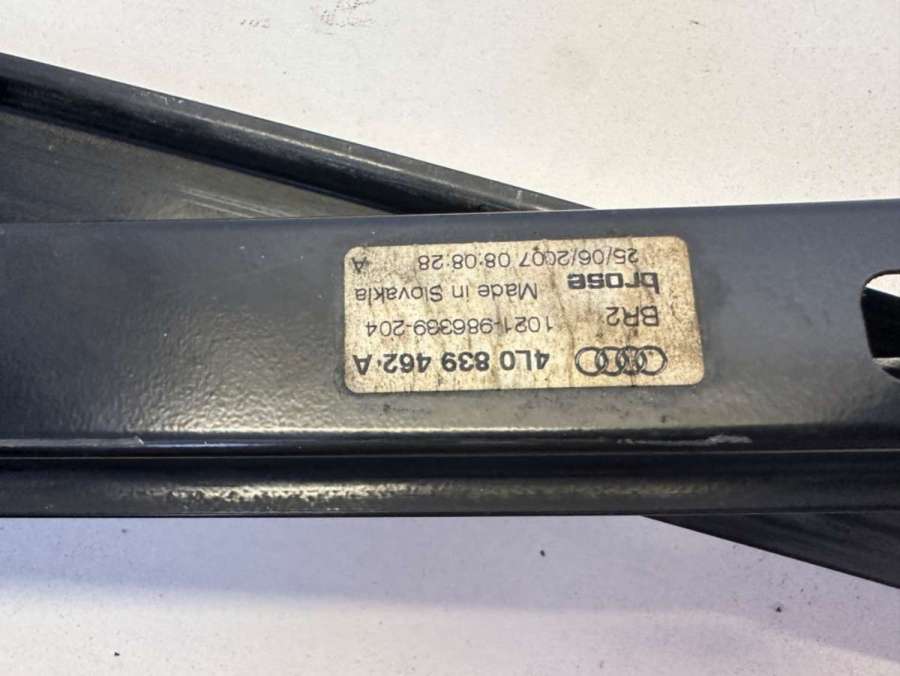 4L0 839 462 A
BR2 1021-986389-204
brose Made in Slovakia
25/06/2007 08:08:28 A